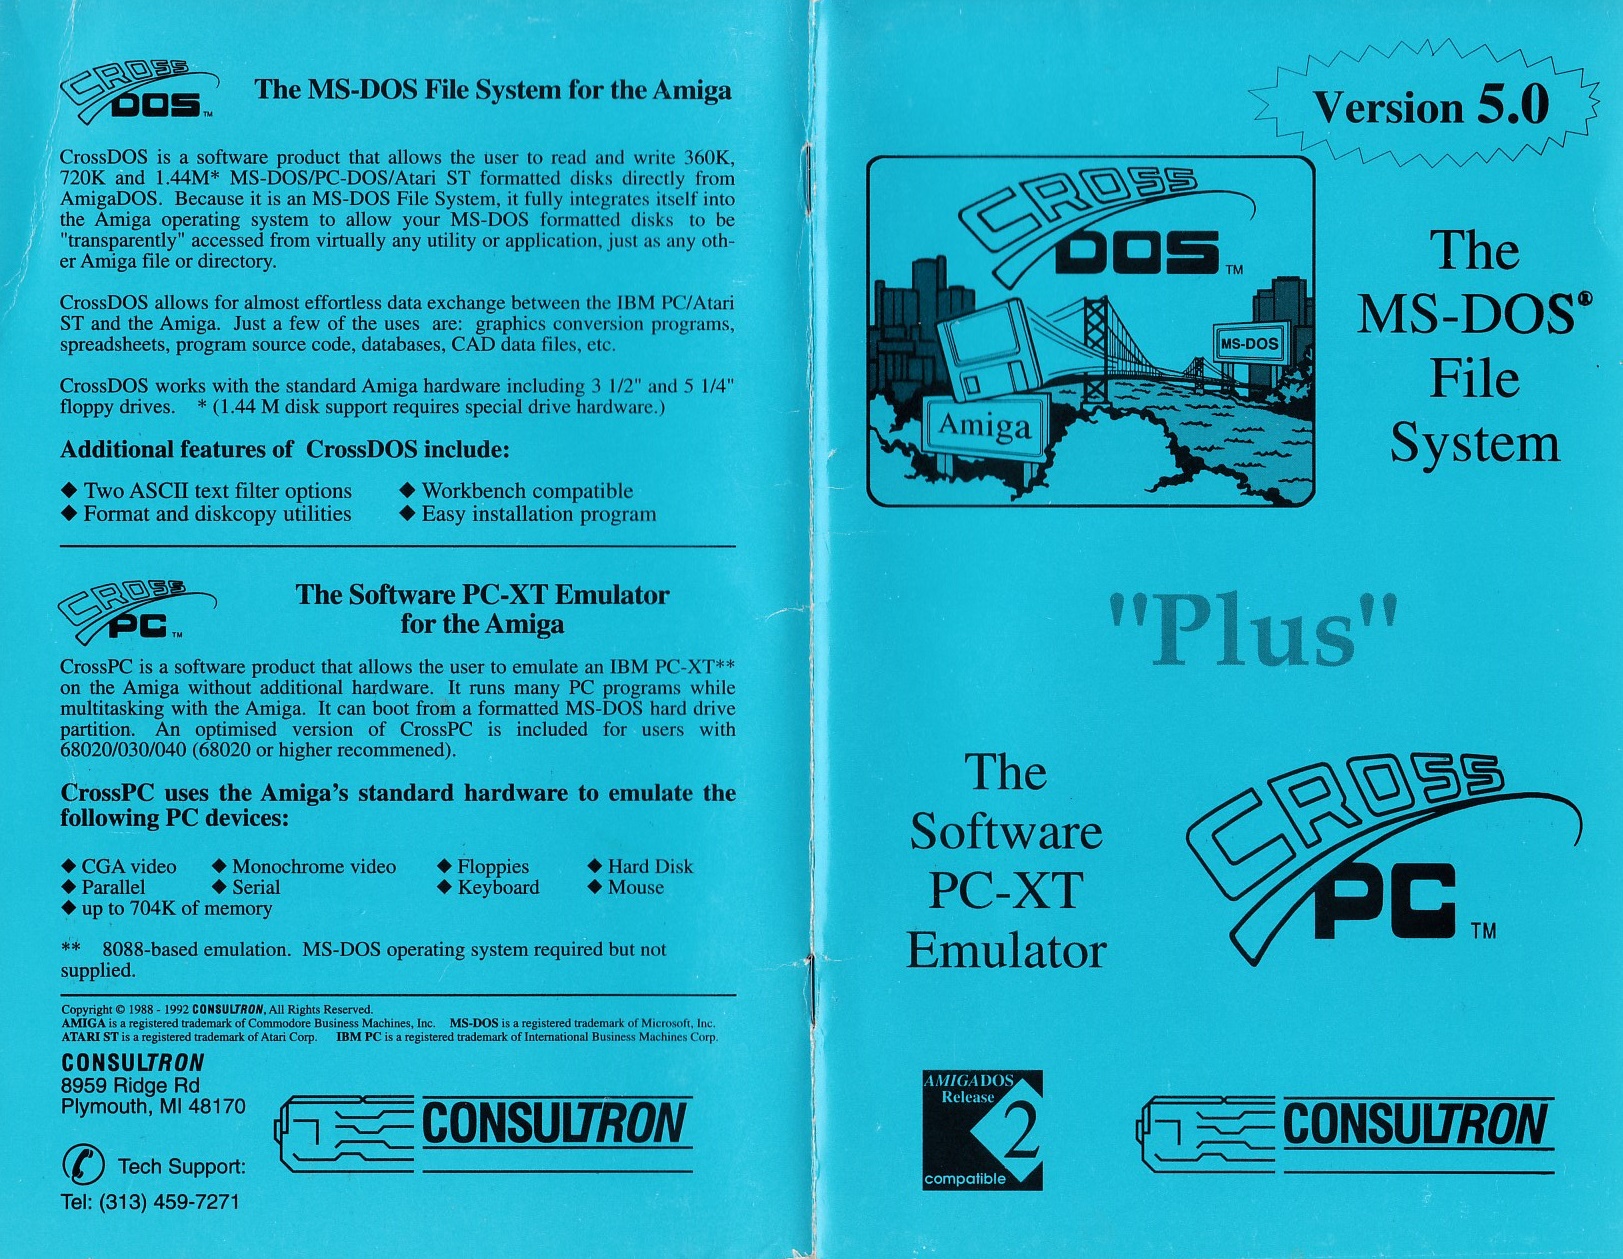 CROSS
DOS™
The MS-DOS File System for the Amiga
CrossDOS is a software product that allows the user to read and write 360K,
720K and 1.44M* MS-DOS/PC-DOS/Atari ST formatted disks directly from
AmigaDOS. Because it is an MS-DOS File System, it fully integrates itself into
the Amiga operating system to allow your MS-DOS formatted disks to be
"transparently" accessed from virtually any utility or application, just as any oth-
er Amiga file or directory.
CrossDOS allows for almost effortless data exchange between the IBM PC/Atari
ST and the Amiga. Just a few of the uses are: graphics conversion programs,
spreadsheets, program source code, databases, CAD data files, etc.
CrossDOS works with the standard Amiga hardware including 3 1/2" and 5 1/4"
floppy drives. * (1.44 M disk support requires special drive hardware.)
Additional features of CrossDOS include:
◆ Two ASCII text filter options ◆ Workbench compatible
◆ Format and diskcopy utilities ◆ Easy installation program
CROSS
PC™
The Software PC-XT Emulator
for the Amiga
CrossPC is a software product that allows the user to emulate an IBM PC-XT**
on the Amiga without additional hardware. It runs many PC programs while
multitasking with the Amiga. It can boot from a formatted MS-DOS hard drive
partition. An optimised version of CrossPC is included for users with
68020/030/040 (68020 or higher recommened).
CrossPC uses the Amiga's standard hardware to emulate the
following PC devices:
◆ CGA video ◆ Monochrome video ◆ Floppies ◆ Hard Disk
◆ Parallel ◆ Serial ◆ Keyboard ◆ Mouse
◆ up to 704K of memory
** 8088-based emulation. MS-DOS operating system required but not
supplied.
Copyright © 1988 - 1992 CONSULTRON, All Rights Reserved.
AMIGA is a registered trademark of Commodore Business Machines, Inc. MS-DOS is a registered trademark of Microsoft, Inc.
ATARI ST is a registered trademark of Atari Corp. IBM PC is a registered trademark of International Business Machines Corp.
CONSULTRON
8959 Ridge Rd
Plymouth, MI 48170
Tech Support:
Tel: (313) 459-7271
CONSULTRON
Version 5.0
CROSS
DOS™
MS-DOS
Amiga
The
MS-DOS®
File
System
"Plus"
The
Software
PC-XT
Emulator
CROSS
PC™
AMIGADOS
Release
2
compatible
CONSULTRON